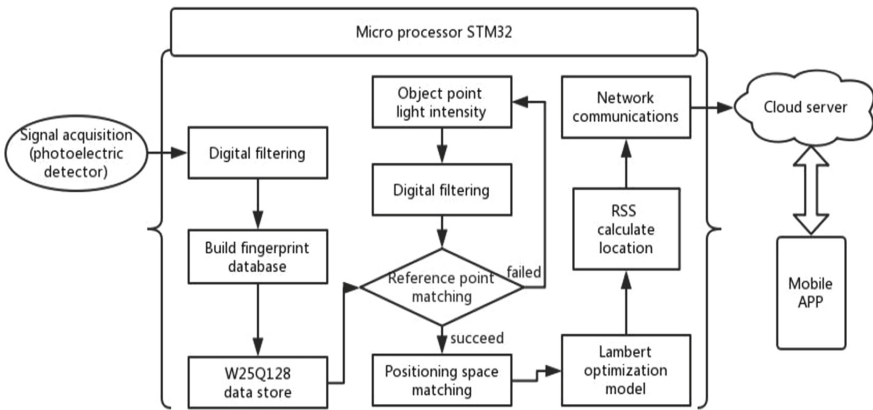 Micro processor STM32
Signal acquisition
(photoelectric
detector)
Digital filtering
Build fingerprint
database
W25Q128
data store
Object point
light intensity
Digital filtering
Reference point
matching
failed
succeed
Positioning space
matching
Lambert
optimization
model
RSS
calculate
location
Network
communications
Cloud server
Mobile
APP